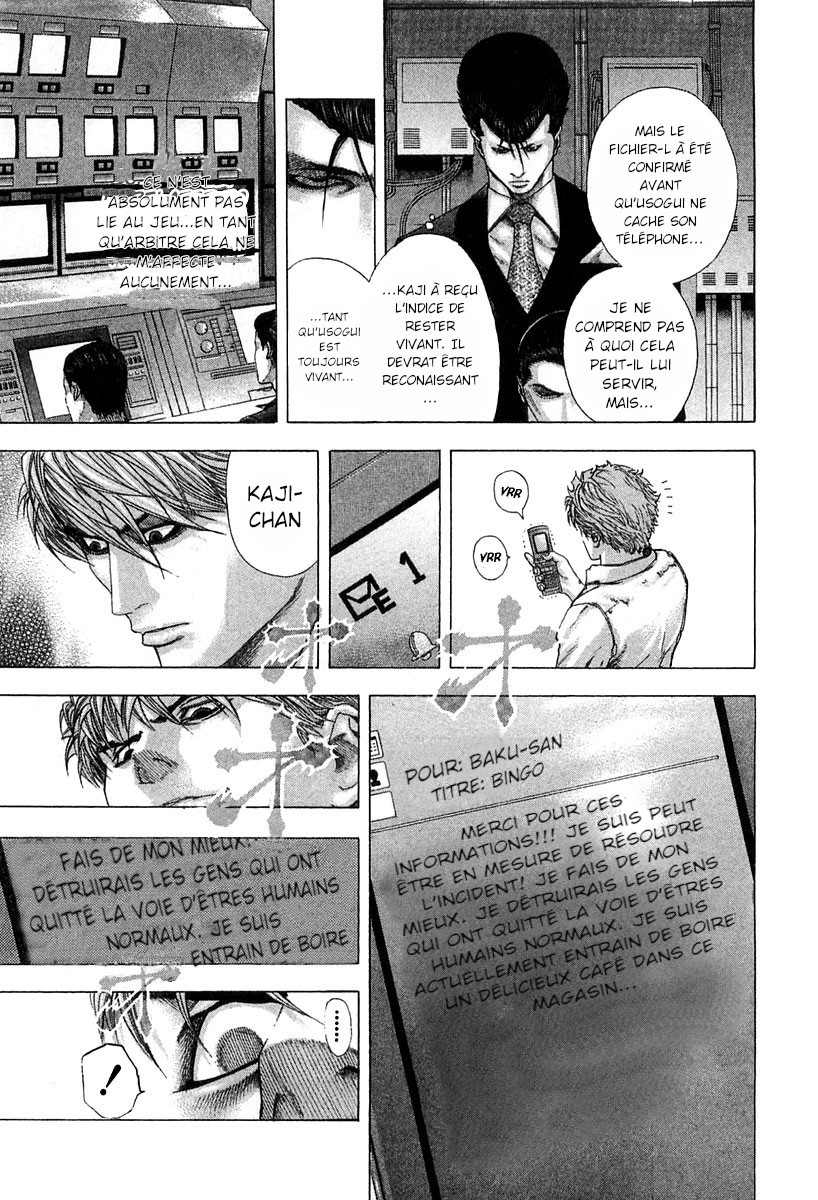 MAIS LE
FICHIER-L A ÉTÉ
CONFIRMÉ
AVANT
QU'USOGUI NE
CACHE SON
TÉLÉPHONE...
JE NE
COMPREND PAS
À QUOI CELA
PEUT-IL LUI
SERVIR,
MAIS...
...KAJI À REÇU
L'INDICE DE
RESTER
VIVANT. IL
DEVRAT ÊTRE
RECONAISSANT
...
...TANT
QU'USOGUI
EST
TOUJOURS
VIVANT...
CE N'EST
ABSOLUMENT PAS
LIE AU JEU...EN TANT
QU'ARBITRE CELA NE
M'AFFECTE
AUCUNEMENT...
VRR
VRR
E 1
KAJI-
CHAN
POUR: BAKU-SAN
TITRE: BINGO
MERCI POUR CES
INFORMATIONS!!! JE SUIS PEUT
ÊTRE EN MESURE DE RÉSOUDRE
L'INCIDENT! JE FAIS DE MON
MIEUX. JE DÉTRUIRAIS LES GENS
QUI ONT QUITTÉ LA VOIE D'ÊTRES
HUMAINS NORMAUX. JE SUIS
ACTUELLEMENT ENTRAIN DE BOIRE
UN DÉLICIEUX CAFÉ DANS CE
MAGASIN...
FAIS DE MON MIEUX.
DÉTRUIRAIS LES GENS QUI ONT
QUITTÉ LA VOIE D'ÊTRES HUMAINS
NORMAUX. JE SUIS
ENTRAIN DE BOIRE
......
!